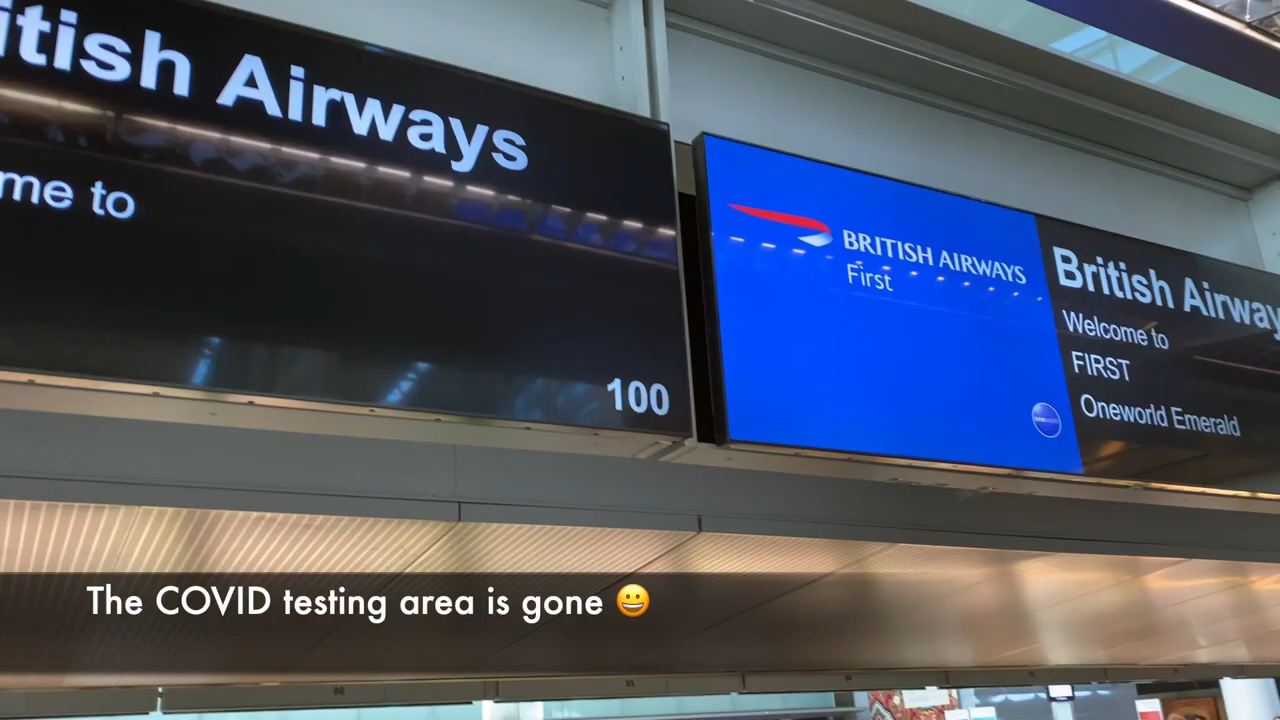 itish Airways
me to
100
BRITISH AIRWAYS
First
British Airway
Welcome to
FIRST
Oneworld Emerald
The COVID testing area is gone 😀
96